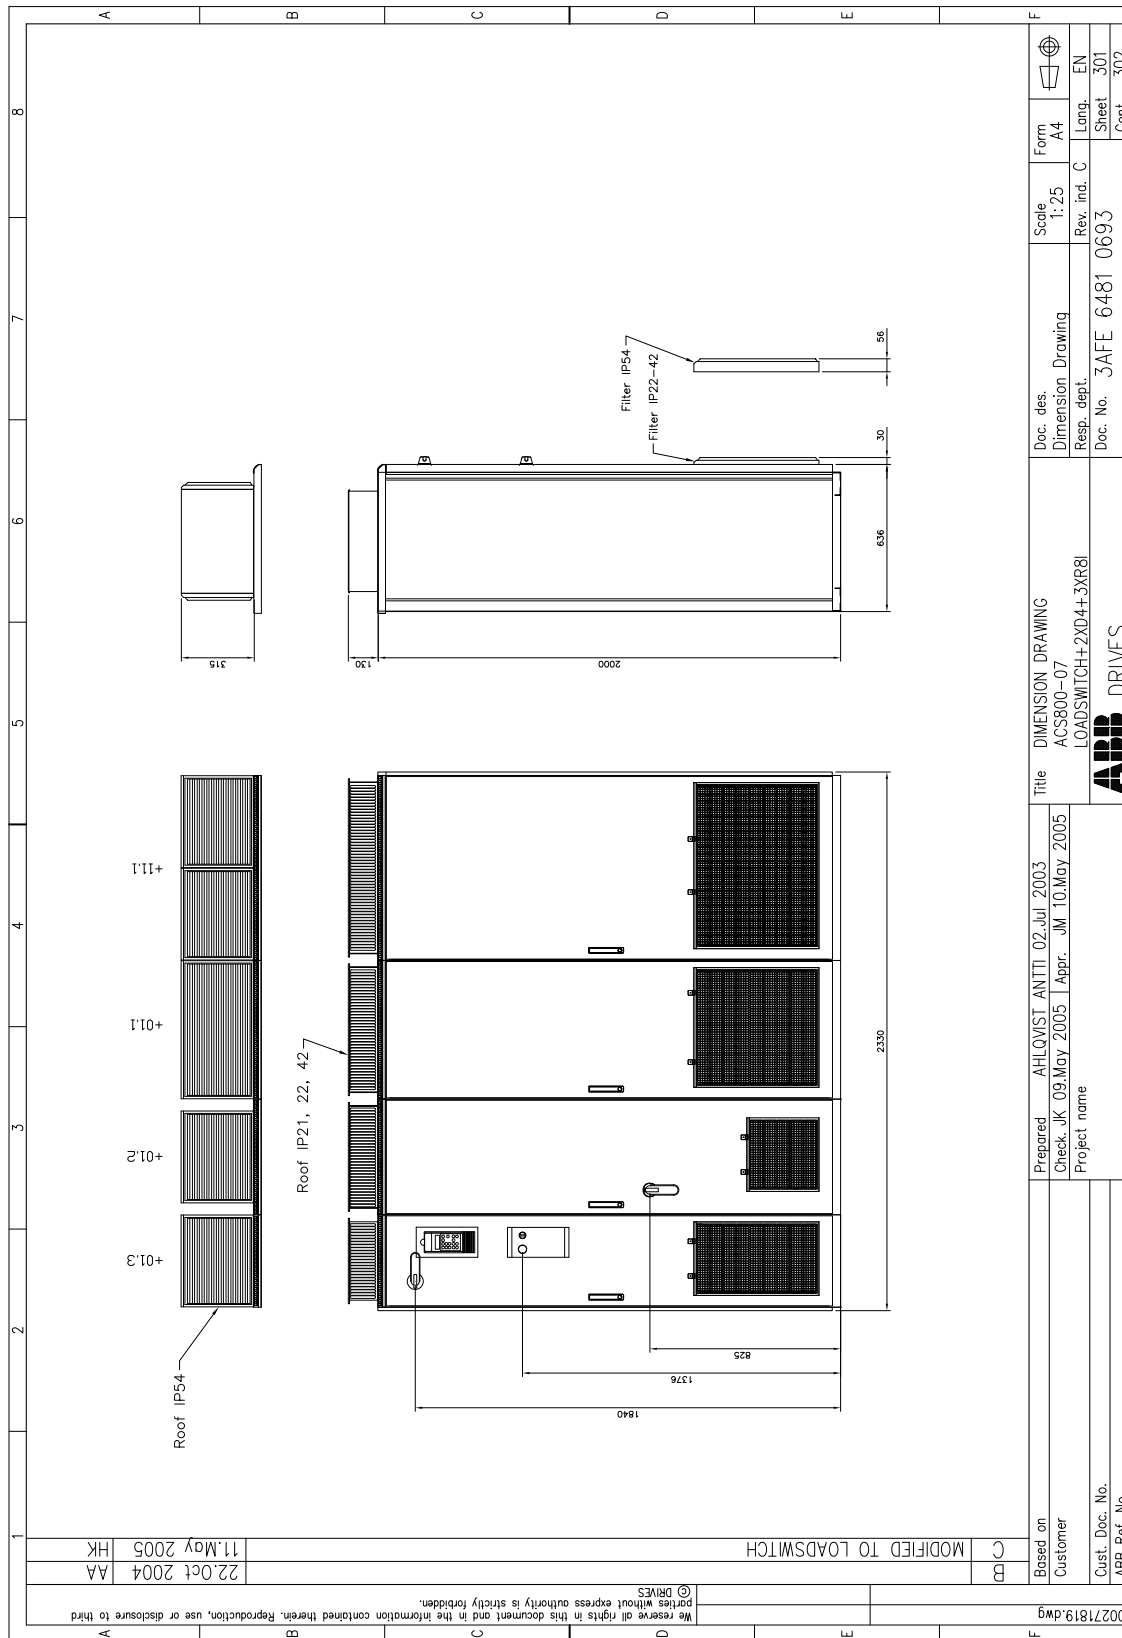 1 2 3 4 5 6 7 8
A B C D E F
A B C D E F
+01.3 +01.2 +01.1 +11.1
Roof IP54
315
Roof IP21, 22, 42
130
2000
1840
1376
825
2330
Filter IP54
Filter IP22-42
636
30
56
We reserve all rights in this document and in the information contained therein. Reproduction, use or disclosure to third
parties without express authority is strictly forbidden.
© DRIVES
B 22.Oct 2004 AA
C MODIFIED TO LOADSWITCH 11.May 2005 HK
Based on
Customer
Cust. Doc. No.
Prepared AHLQVIST ANTTI 02.Jul 2003
Check. JK 09.May 2005 Appr. JM 10.May 2005
Project name
Title DIMENSION DRAWING
ACS800-07
LOADSWITCH+2XD4+3XR8I
ABB DRIVES
Doc. des.
Dimension Drawing
Resp. dept.
Doc. No. 3AFE 6481 0693
Scale
1:25
Form
A4
Rev. ind. C
Lang. EN
Sheet 301